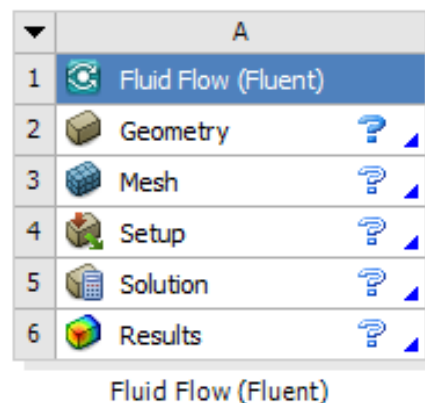 A
1 Fluid Flow (Fluent)
2 Geometry ?
3 Mesh ?
4 Setup ?
5 Solution ?
6 Results ?
Fluid Flow (Fluent)